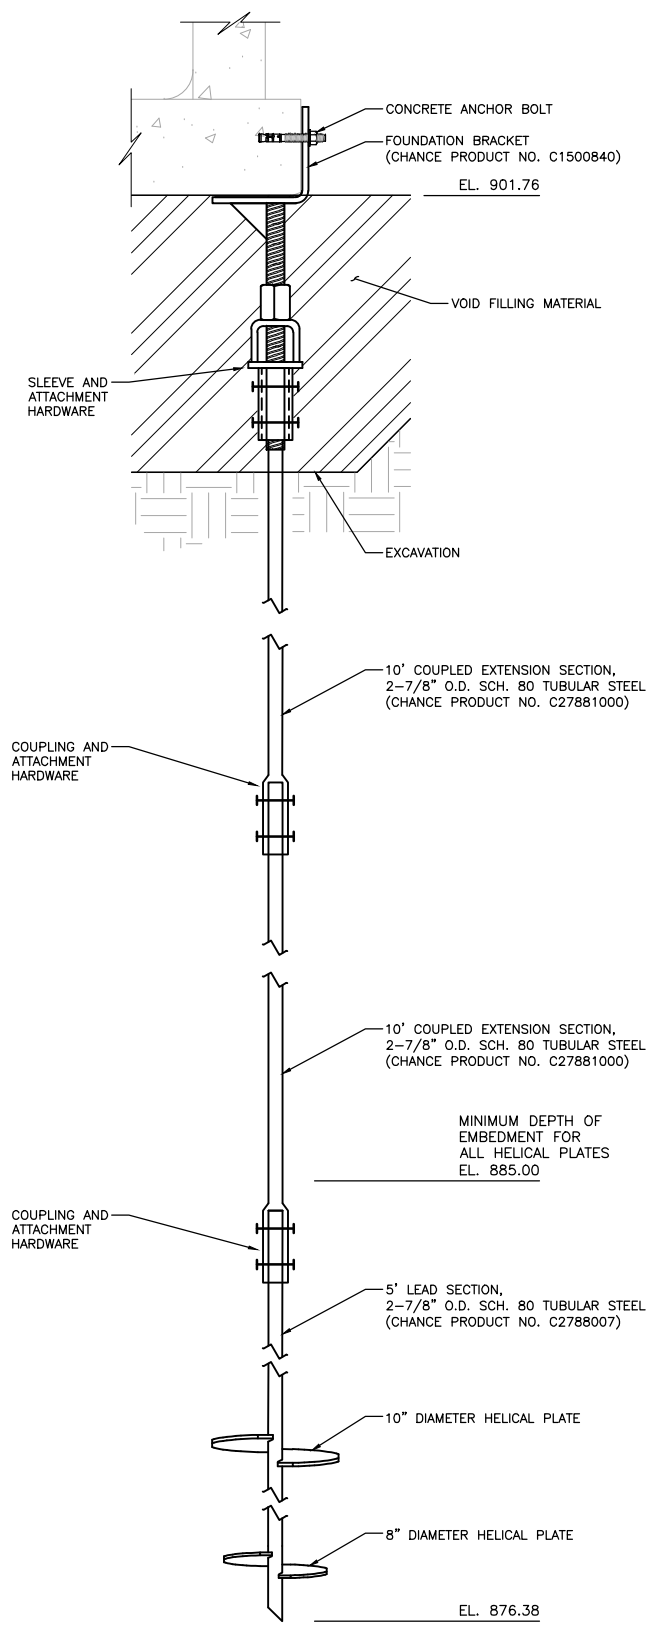 CONCRETE ANCHOR BOLT
FOUNDATION BRACKET
(CHANCE PRODUCT NO. C1500840)
EL. 901.76
VOID FILLING MATERIAL
SLEEVE AND
ATTACHMENT
HARDWARE
EXCAVATION
10' COUPLED EXTENSION SECTION,
2-7/8" O.D. SCH. 80 TUBULAR STEEL
(CHANCE PRODUCT NO. C27881000)
COUPLING AND
ATTACHMENT
HARDWARE
10' COUPLED EXTENSION SECTION,
2-7/8" O.D. SCH. 80 TUBULAR STEEL
(CHANCE PRODUCT NO. C27881000)
MINIMUM DEPTH OF
EMBEDMENT FOR
ALL HELICAL PLATES
EL. 885.00
COUPLING AND
ATTACHMENT
HARDWARE
5' LEAD SECTION,
2-7/8" O.D. SCH. 80 TUBULAR STEEL
(CHANCE PRODUCT NO. C2788007)
10" DIAMETER HELICAL PLATE
8" DIAMETER HELICAL PLATE
EL. 876.38